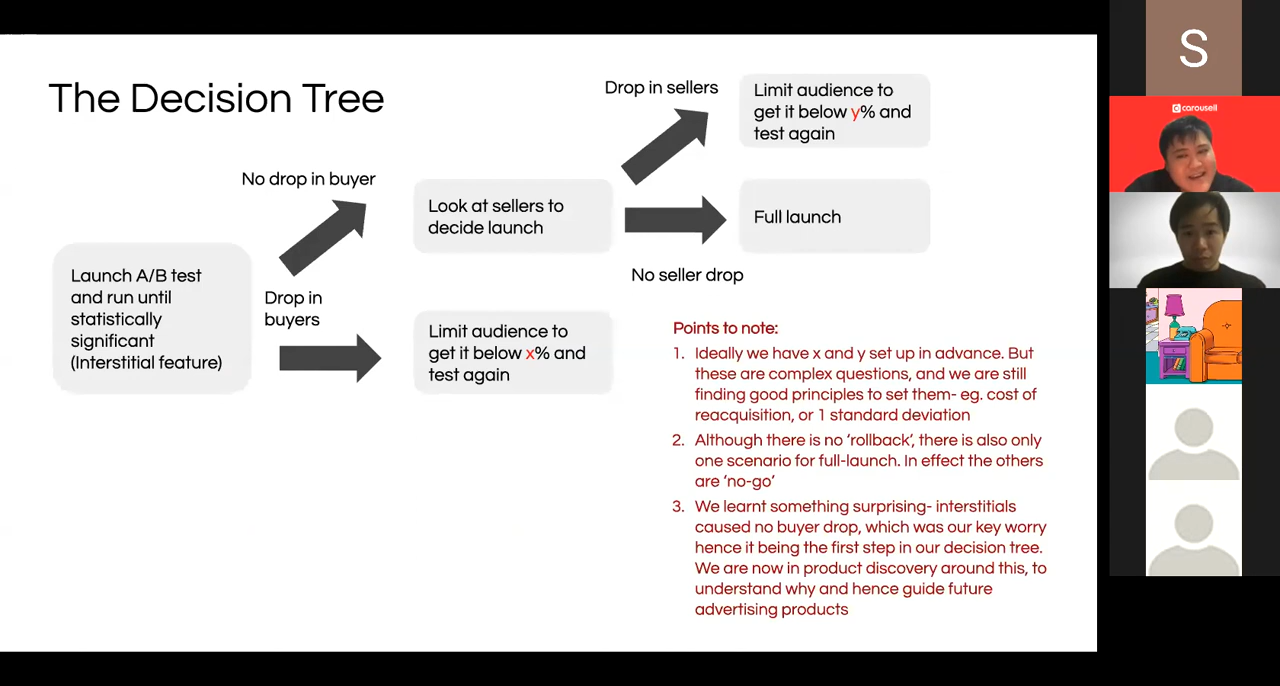 The Decision Tree
Launch A/B test
and run until
statistically
significant
(Interstitial feature)
No drop in buyer
Drop in
buyers
Look at sellers to
decide launch
Limit audience to
get it below x% and
test again
Drop in sellers
No seller drop
Limit audience to
get it below y% and
test again
Full launch
Points to note:
1. Ideally we have x and y set up in advance. But
these are complex questions, and we are still
finding good principles to set them- eg. cost of
reacquisition, or 1 standard deviation
2. Although there is no ‘rollback’, there is also only
one scenario for full-launch. In effect the others
are ‘no-go’
3. We learnt something surprising- interstitials
caused no buyer drop, which was our key worry
hence it being the first step in our decision tree.
We are now in product discovery around this, to
understand why and hence guide future
advertising products
S
carousell